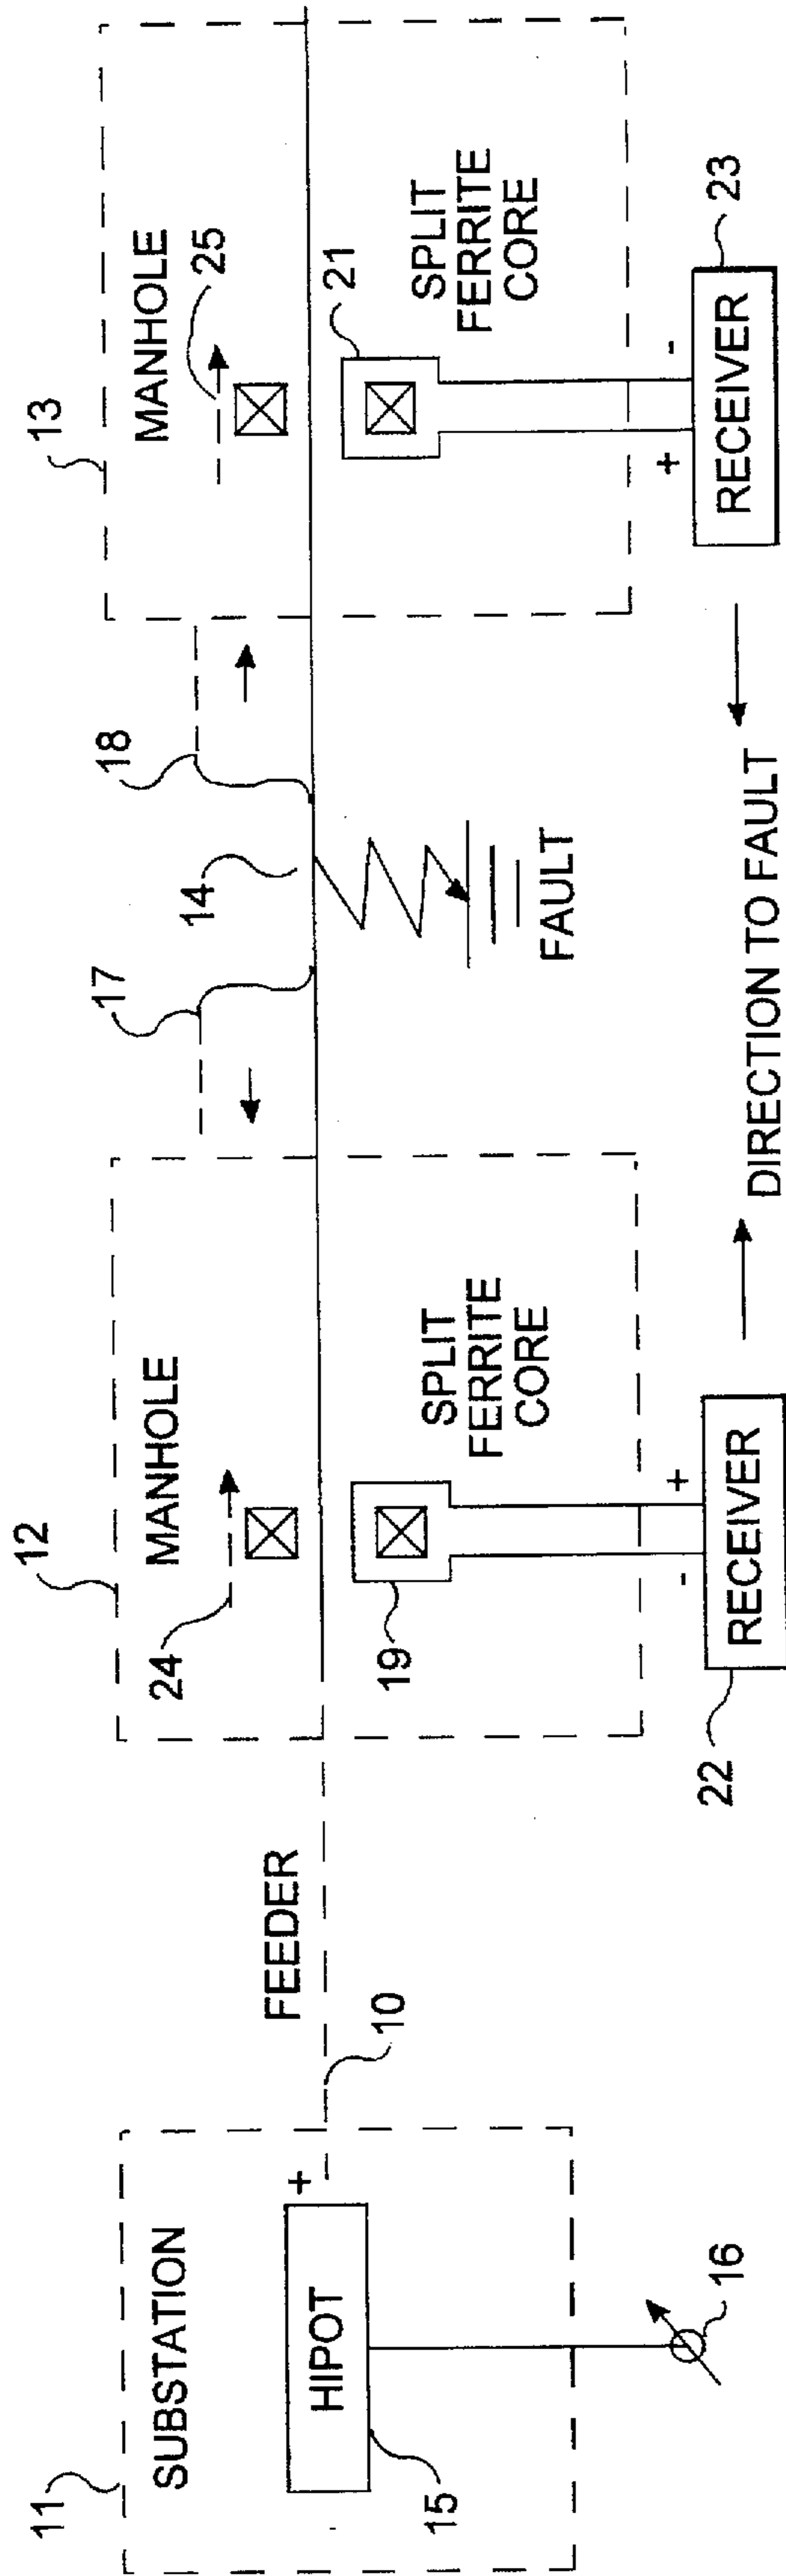 11
SUBSTATION
HIPOT
+
15
16
FEEDER
10
12
MANHOLE
24
19
SPLIT
FERRITE
CORE
-
+
RECEIVER
22
17
14
18
FAULT
DIRECTION TO FAULT
13
MANHOLE
25
21
SPLIT
FERRITE
CORE
+
-
RECEIVER
23